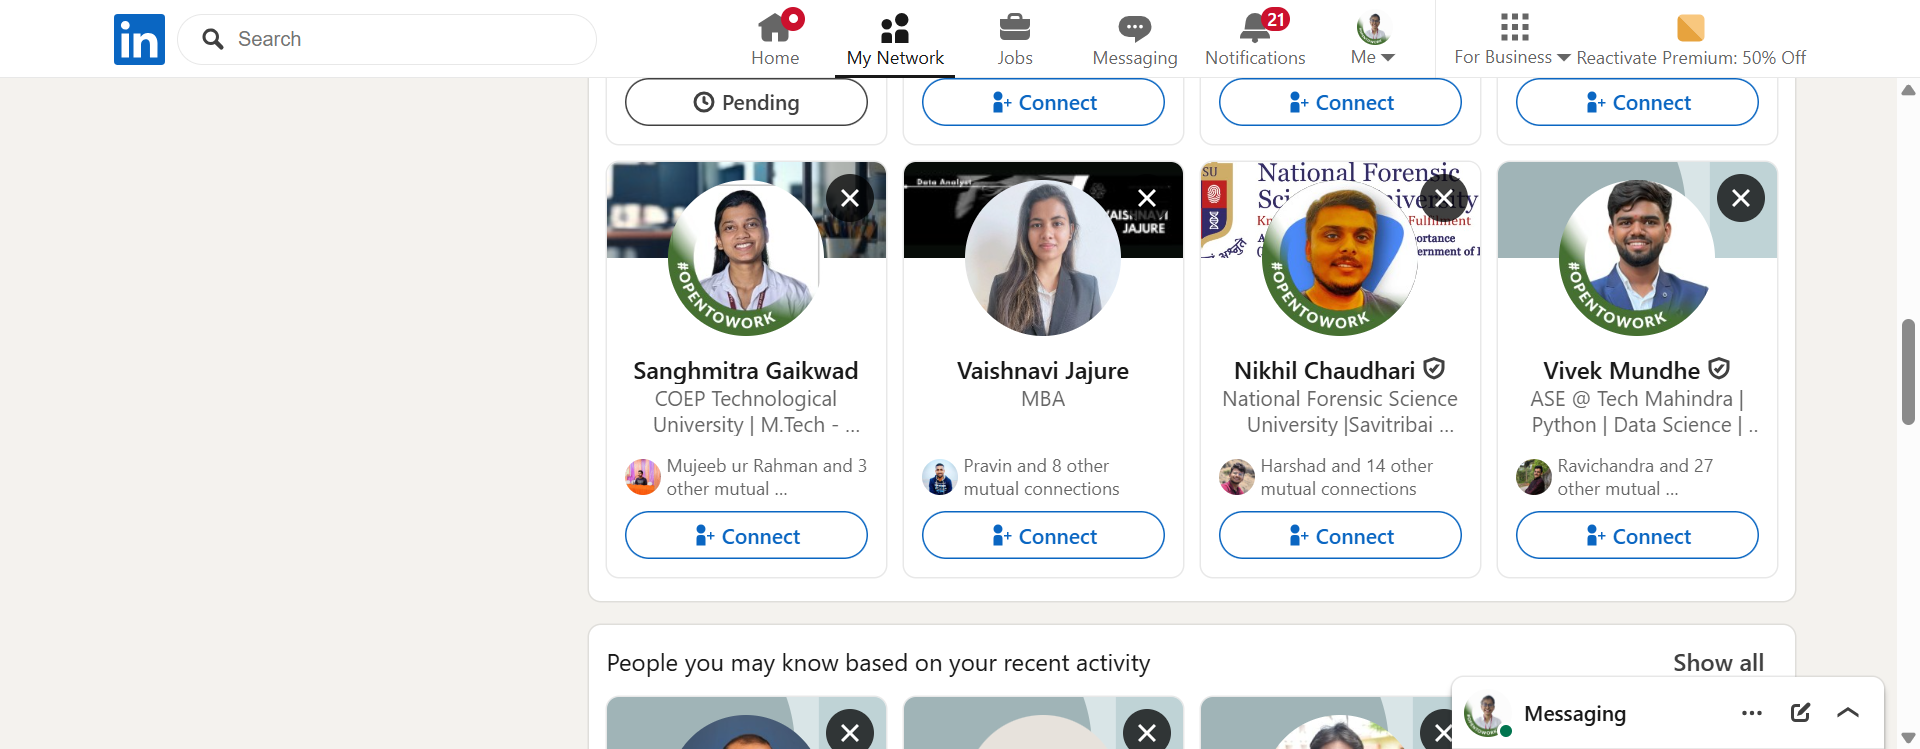 in
Search
Home
My Network
Jobs
Messaging
21
Notifications
Me
For Business
Reactivate Premium: 50% Off
Pending
Connect
Connect
Connect
#OPENTOWORK
Sanghmitra Gaikwad
COEP Technological
University | M.Tech - ...
Mujeeb ur Rahman and 3
other mutual ...
Connect
Data Analyst
VAISHNAVI
JAJURE
Vaishnavi Jajure
MBA
Pravin and 8 other
mutual connections
Connect
National Forensic
#OPENTOWORK
Nikhil Chaudhari
National Forensic Science
University |Savitribai ...
Harshad and 14 other
mutual connections
Connect
#OPENTOWORK
Vivek Mundhe
ASE @ Tech Mahindra |
Python | Data Science | ..
Ravichandra and 27
other mutual ...
Connect
People you may know based on your recent activity
Show all
Messaging